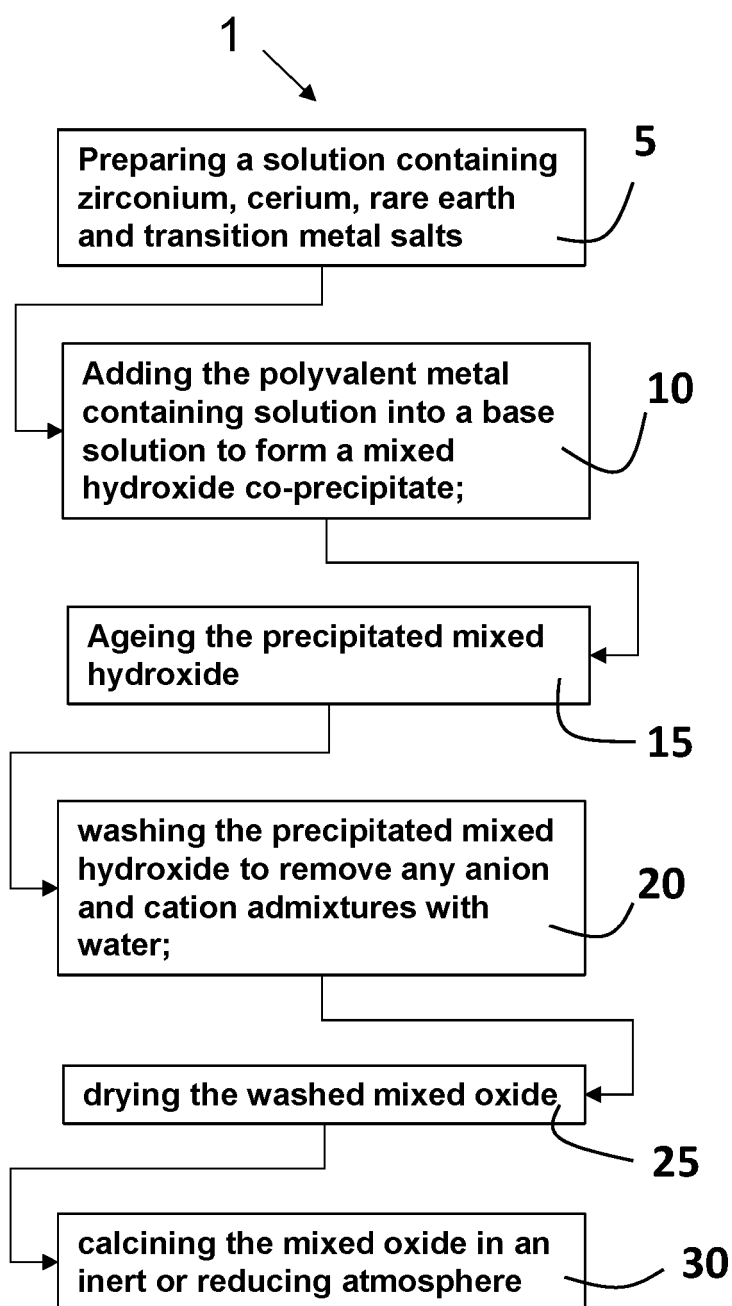 1
Preparing a solution containing
zirconium, cerium, rare earth
and transition metal salts
5
Adding the polyvalent metal
containing solution into a base
solution to form a mixed
hydroxide co-precipitate;
10
Ageing the precipitated mixed
hydroxide
15
washing the precipitated mixed
hydroxide to remove any anion
and cation admixtures with
water;
20
drying the washed mixed oxide
25
calcining the mixed oxide in an
inert or reducing atmosphere
30